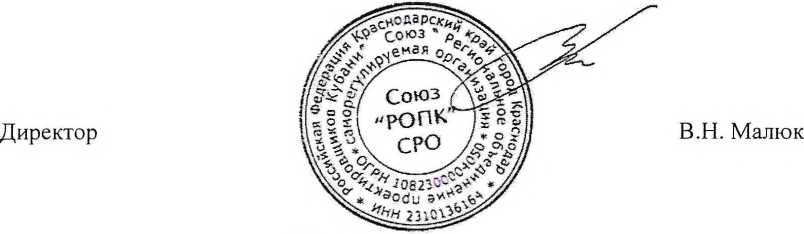 Директор
Российская Федерация Краснодарский край город Краснодар
* ИНН 2310136164 *
Союз "Региональное объединение проектировщиков Кубани"
саморегулируемая организация
* ОГРН 1082300004050 *
Союз
"РОПК"
СРО
В.Н. Малюк